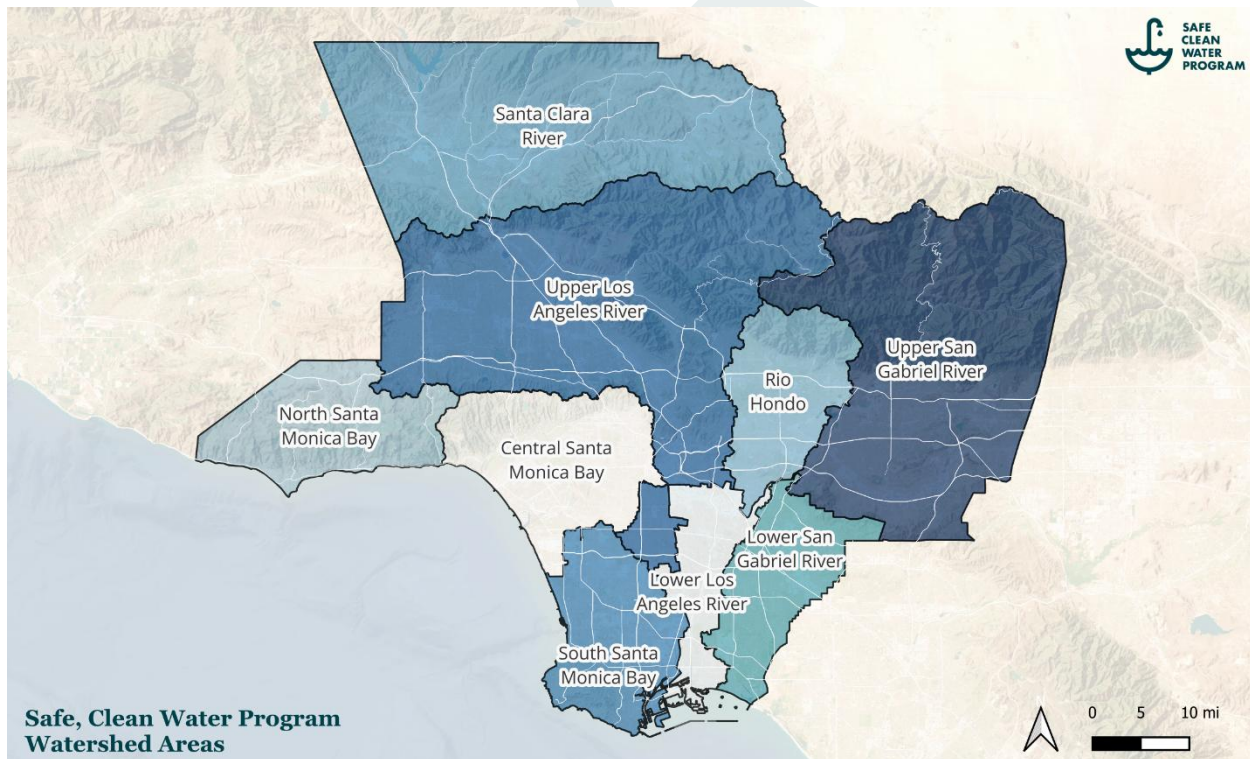 SAFE
CLEAN
WATER
PROGRAM
Santa Clara
River
Upper Los
Angeles River
Upper San
Gabriel River
Rio
Hondo
North Santa
Monica Bay
Central Santa
Monica Bay
Lower San
Gabriel River
Lower Los
Angeles River
South Santa
Monica Bay
Safe, Clean Water Program
Watershed Areas
0 5 10 mi